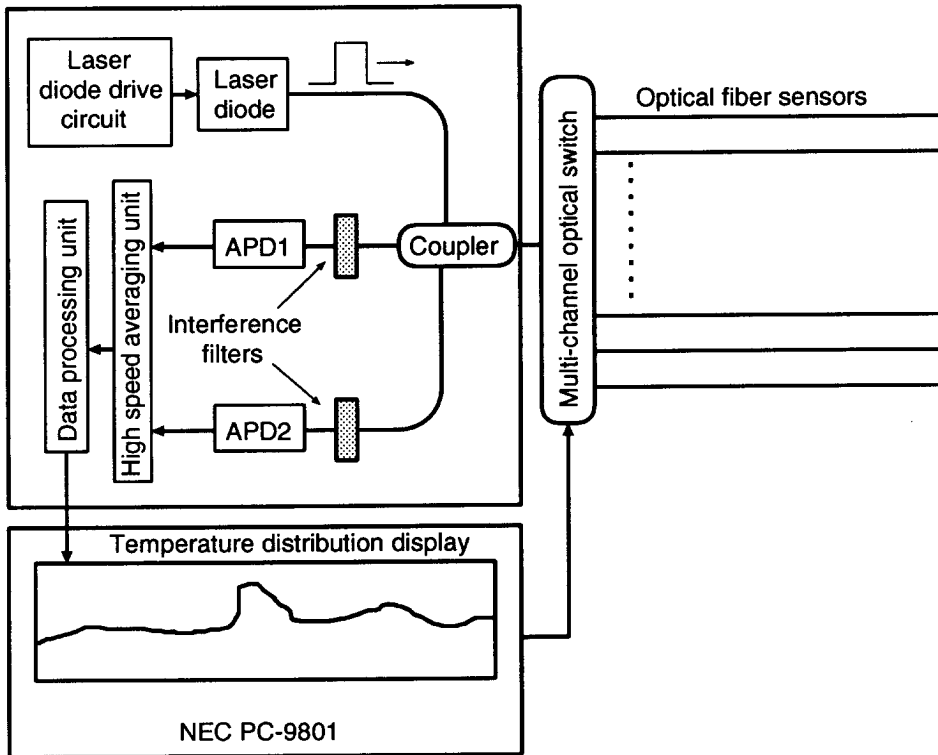 Laser
diode drive
circuit
Laser
diode
Optical fiber sensors
Multi-channel optical switch
Data processing unit
High speed averaging unit
APD1
Coupler
Interference
filters
APD2
Temperature distribution display
NEC PC-9801